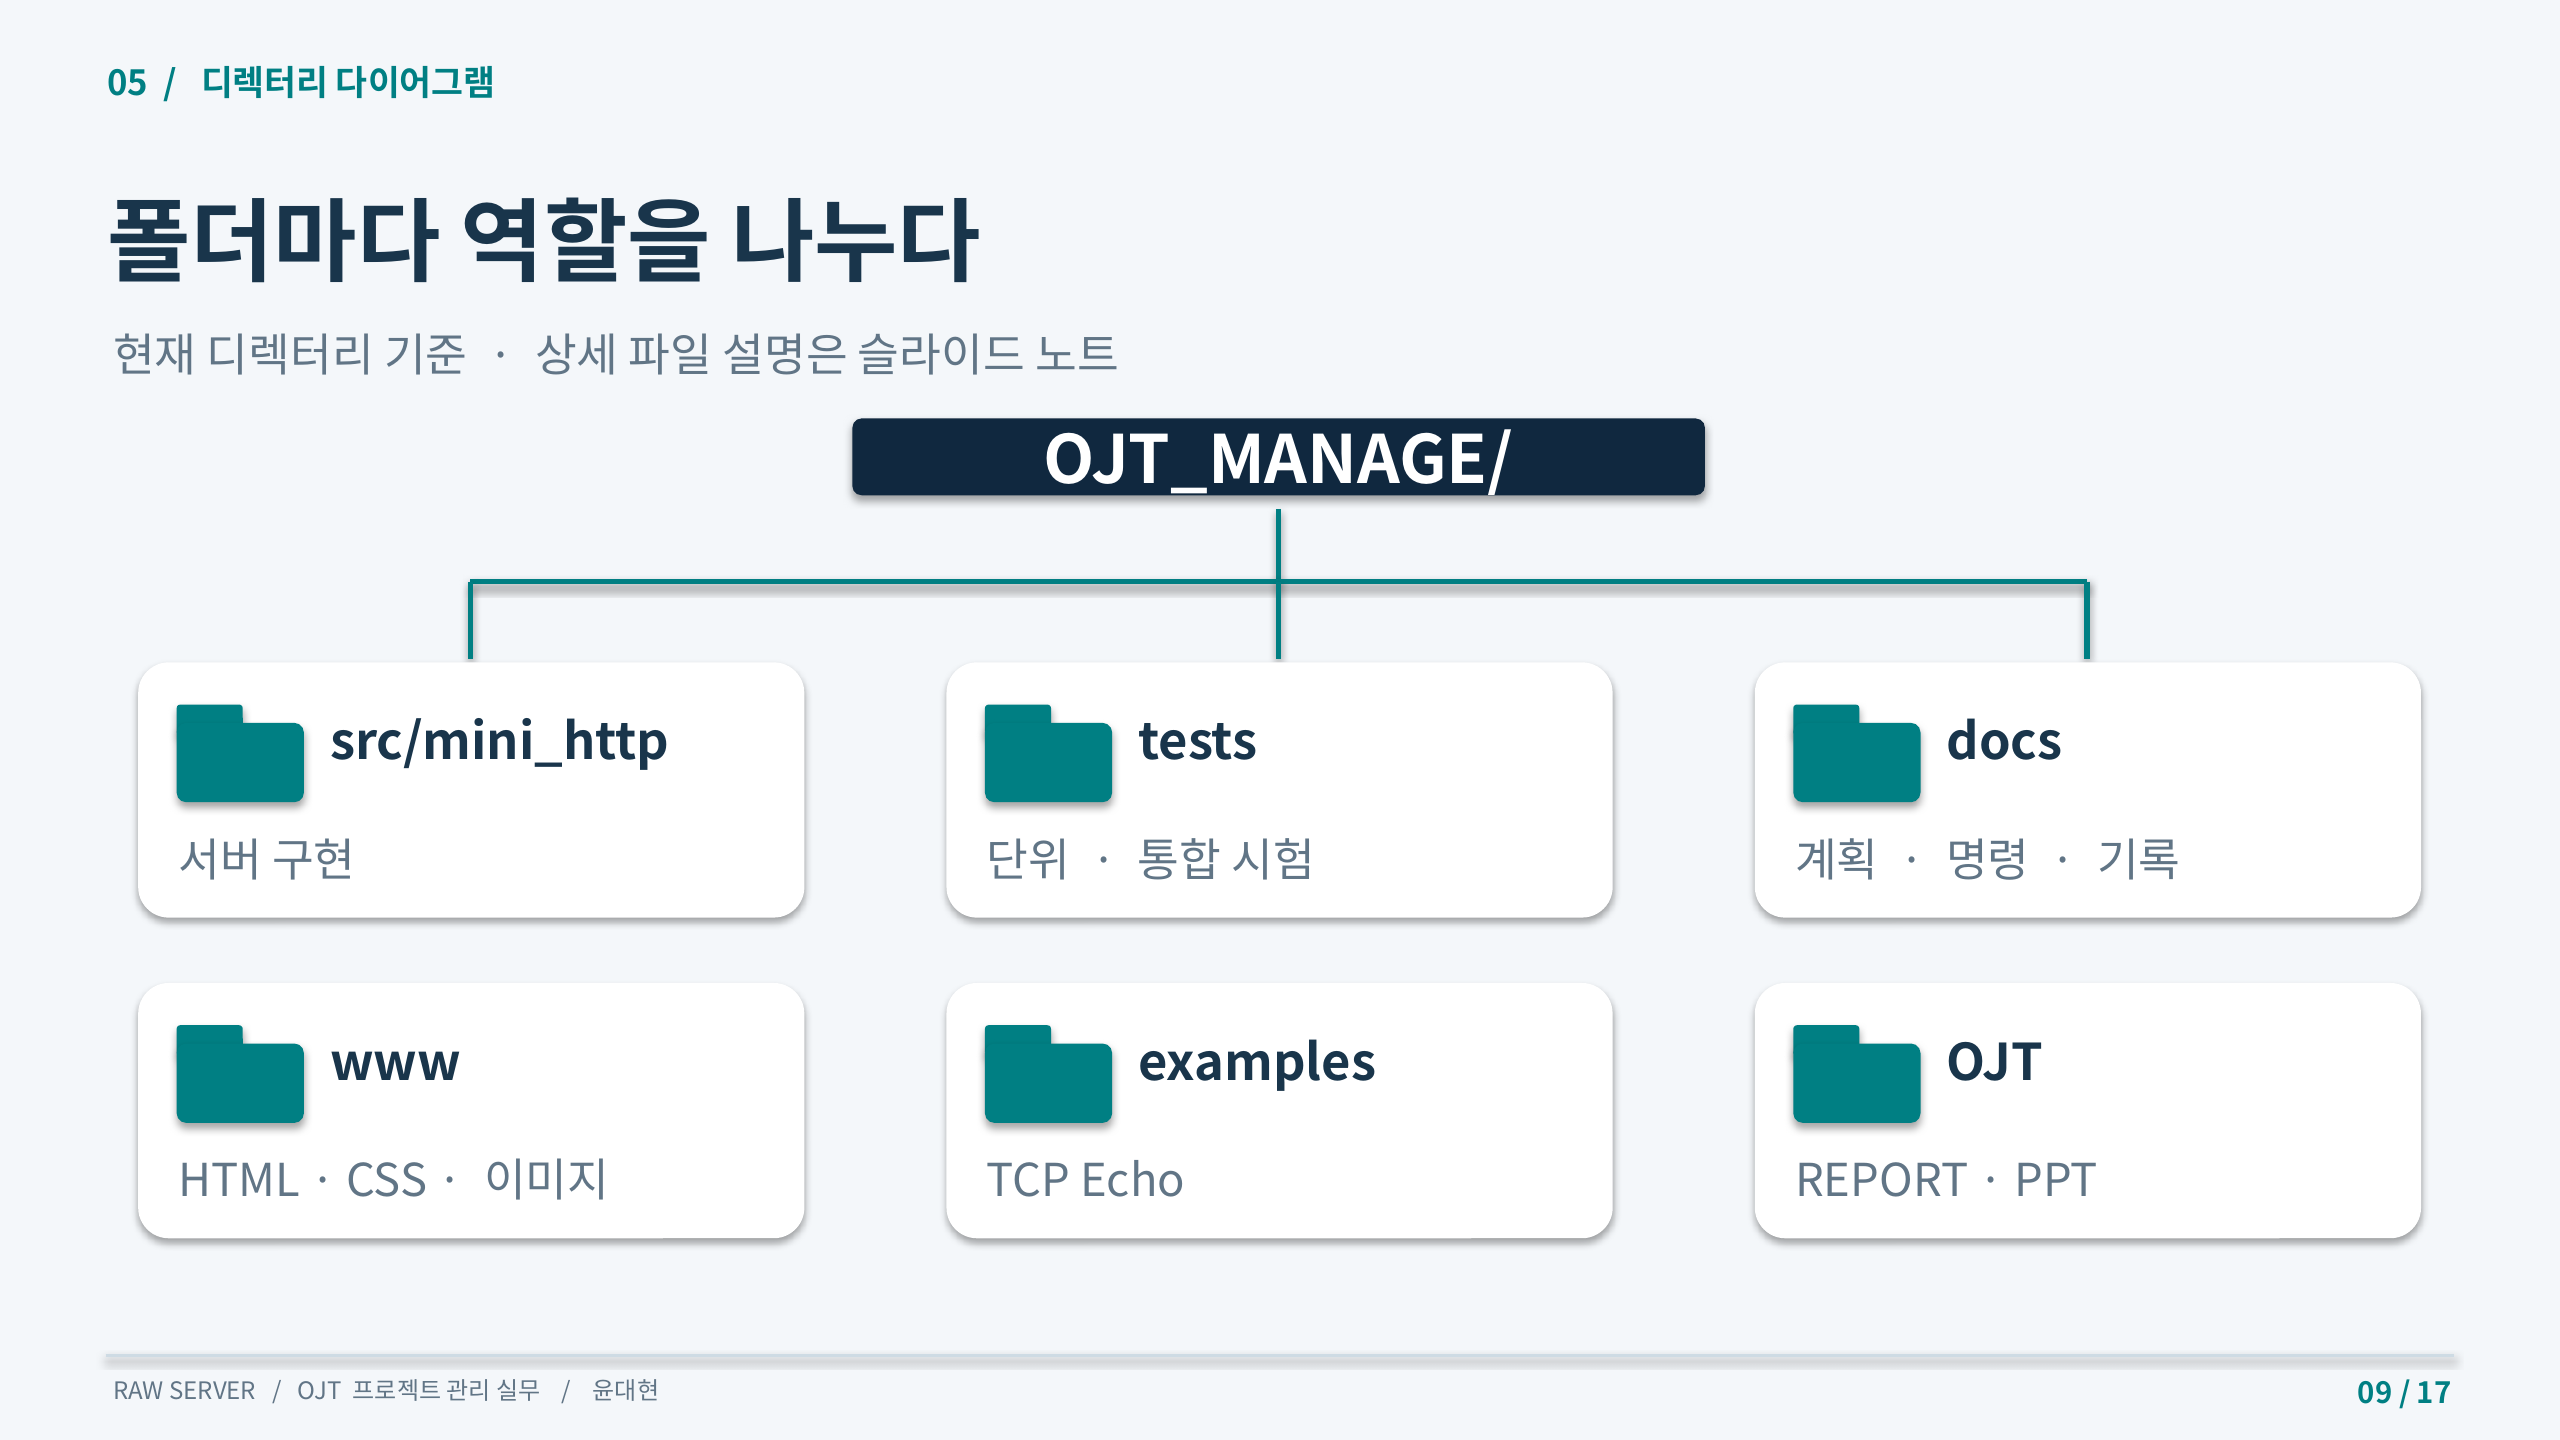 05 / 디렉터리 다이어그램
폴더마다 역할을 나누다
현재 디렉터리 기준 · 상세 파일 설명은 슬라이드 노트
OJT_MANAGE/
src/mini_http
서버 구현
tests
단위 · 통합 시험
docs
계획 · 명령 · 기록
www
HTML · CSS · 이미지
examples
TCP Echo
OJT
REPORT · PPT
RAW SERVER / OJT 프로젝트 관리 실무 / 윤대현
09 / 17